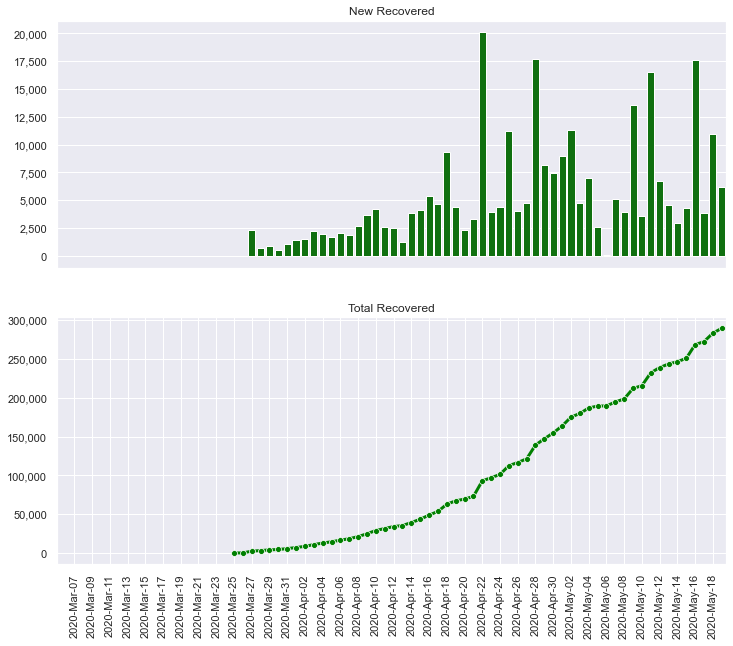 New Recovered
20,000
17,500
15,000
12,500
10,000
7,500
5,000
2,500
0
Total Recovered
300,000
250,000
200,000
150,000
100,000
50,000
0
2020-Mar-07
2020-Mar-09
2020-Mar-11
2020-Mar-13
2020-Mar-15
2020-Mar-17
2020-Mar-19
2020-Mar-21
2020-Mar-23
2020-Mar-25
2020-Mar-27
2020-Mar-29
2020-Mar-31
2020-Apr-02
2020-Apr-04
2020-Apr-06
2020-Apr-08
2020-Apr-10
2020-Apr-12
2020-Apr-14
2020-Apr-16
2020-Apr-18
2020-Apr-20
2020-Apr-22
2020-Apr-24
2020-Apr-26
2020-Apr-28
2020-Apr-30
2020-May-02
2020-May-04
2020-May-06
2020-May-08
2020-May-10
2020-May-12
2020-May-14
2020-May-16
2020-May-18